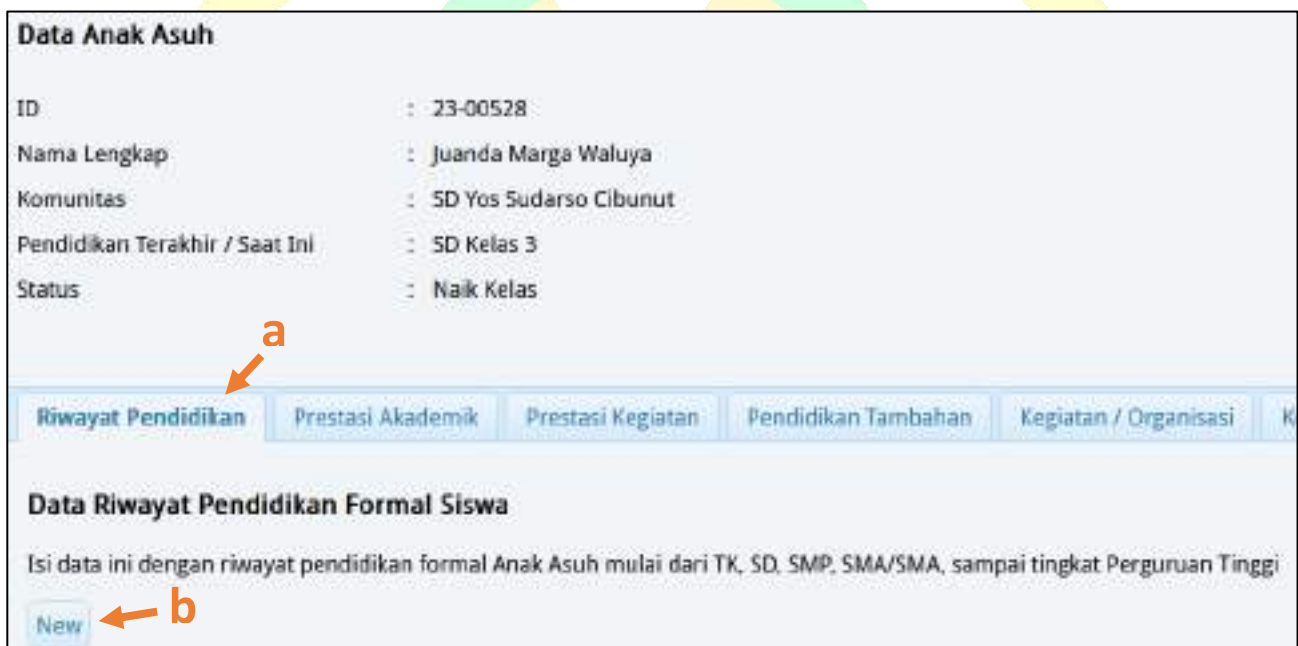 Data Anak Asuh
ID : 23-00528
Nama Lengkap : Juanda Marga Waluya
Komunitas : SD Yos Sudarso Cibunut
Pendidikan Terakhir / Saat Ini : SD Kelas 3
Status : Naik Kelas
a
Riwayat Pendidikan Prestasi Akademik Prestasi Kegiatan Pendidikan Tambahan Kegiatan / Organisasi
Data Riwayat Pendidikan Formal Siswa
Isi data ini dengan riwayat pendidikan formal Anak Asuh mulai dari TK, SD, SMP, SMA/SMA, sampai tingkat Perguruan Tinggi
New b